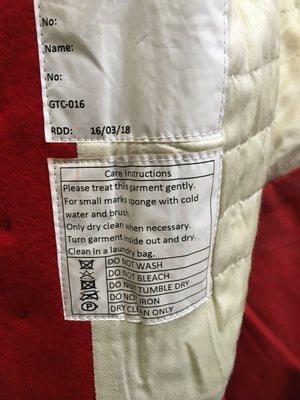 No:
Name:
No:
GTC-016
RDD: 16/03/18
Care Instructions
Please treat this garment gently.
For small marks sponge with cold
water and brush.
Only dry clean when necessary.
Turn garment inside out and dry.
Clean in a laundry bag.
DO NOT WASH
DO NOT BLEACH
DO NOT TUMBLE DRY
DO NOT IRON
P DRY CLEAN ONLY